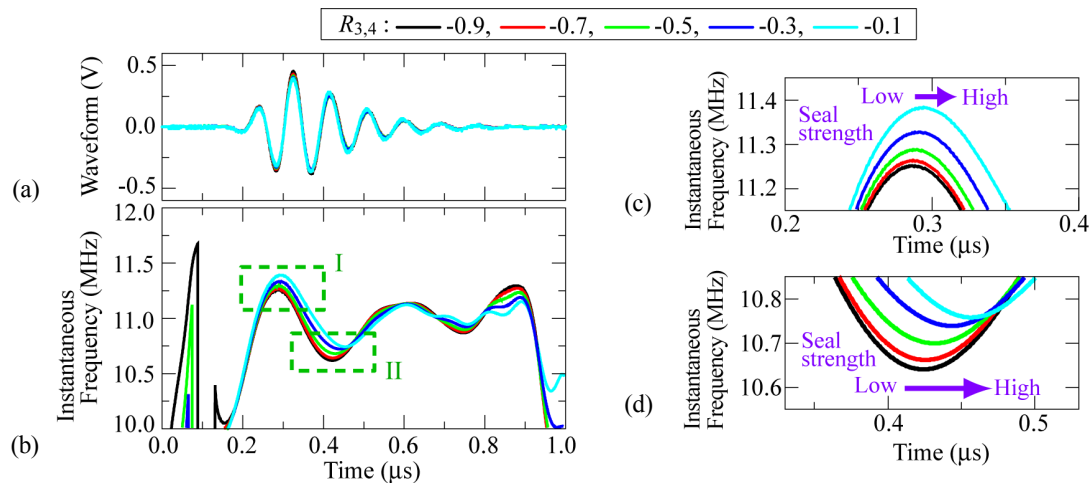 R3,4 : -0.9, -0.7, -0.5, -0.3, -0.1
(a)
Waveform (V)
0.5
0.0
-0.5
(b)
Instantaneous
Frequency (MHz)
12.0
11.5
11.0
10.5
10.0
I
II
0.0 0.2 0.4 0.6 0.8 1.0
Time (μs)
(c)
Instantaneous
Frequency (MHz)
11.4
11.3
11.2
Low High
Seal
strength
0.2 0.3 0.4
Time (μs)
(d)
Instantaneous
Frequency (MHz)
10.8
10.7
10.6
Seal
strength
Low High
0.4 0.5
Time (μs)